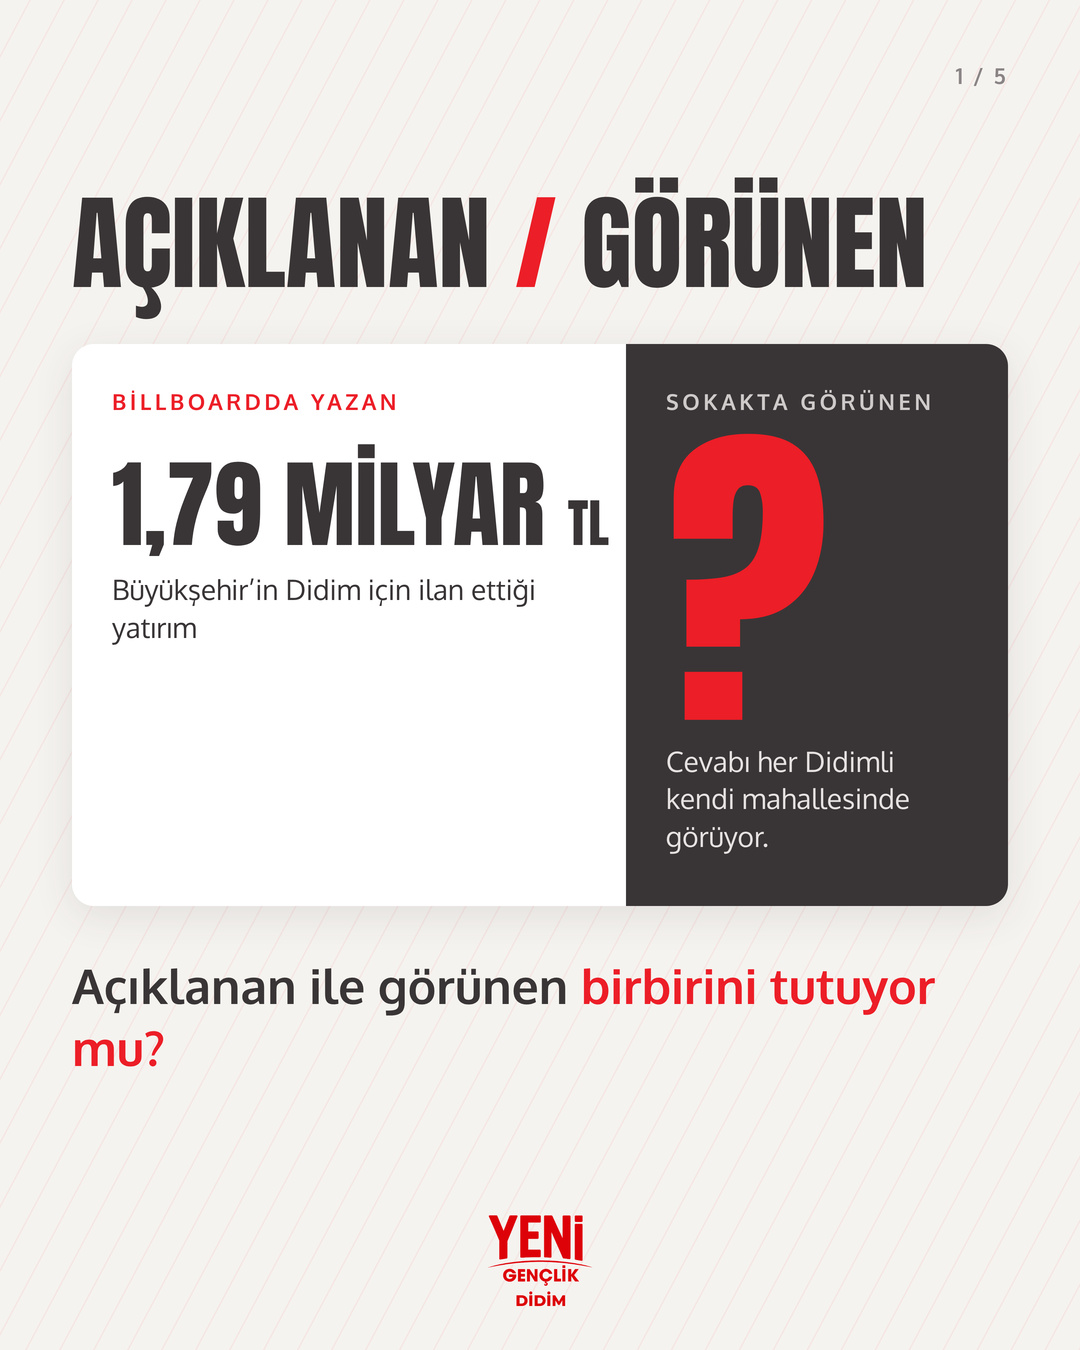 1 / 5
AÇIKLANAN / GÖRÜNEN
BİLLBOARDDA YAZAN
1,79 MİLYAR TL
Büyükşehir’in Didim için ilan ettiği
yatırım
SOKAKTA GÖRÜNEN
?
Cevabı her Didimli
kendi mahallesinde
görüyor.
Açıklanan ile görünen birbirini tutuyor
mu?
YENİ
GENÇLİK
DİDİM